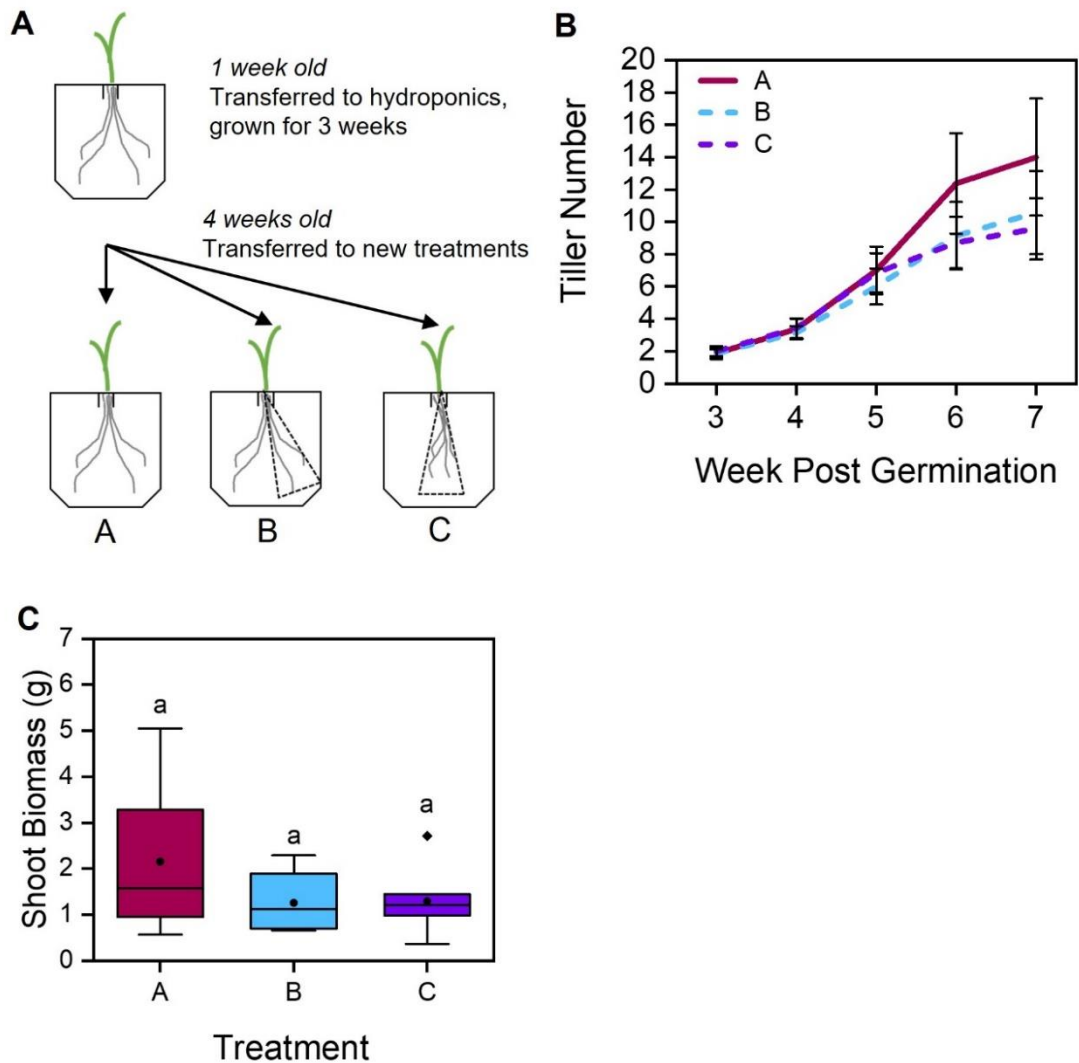 A
1 week old
Transferred to hydroponics,
grown for 3 weeks
4 weeks old
Transferred to new treatments
A
B
C
B
20
18
16
14
12
10
8
6
4
2
0
A
B
C
Tiller Number
3 4 5 6 7
Week Post Germination
C
7
6
5
4
3
2
1
0
Shoot Biomass (g)
a
a
a
A B C
Treatment